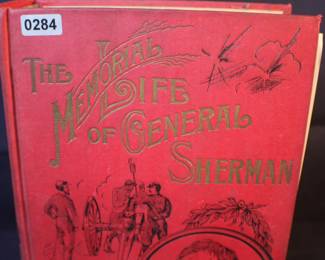 0284
THE
MEMORIAL
LIFE
OF GENERAL
SHERMAN